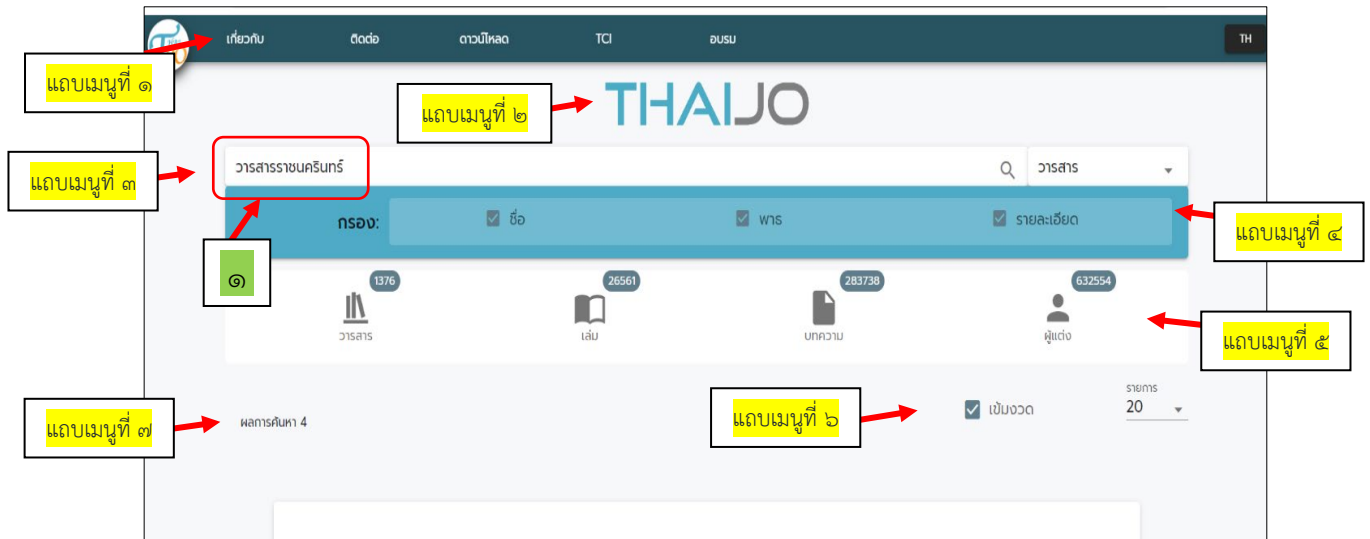 เกี่ยวกับ ติดต่อ ดาวน์โหลด TCI อบรม TH
แถบเมนูที่ ๑
แถบเมนูที่ ๒
THAIJO
แถบเมนูที่ ๓
วารสารราชนครินทร์ วารสาร
กรอง: ชื่อ พาธ รายละเอียด
แถบเมนูที่ ๔
๑
1376 26561 283738 632554
วารสาร เล่ม บทความ ผู้แต่ง
แถบเมนูที่ ๕
รายการ
แถบเมนูที่ ๖
เข้มงวด 20
แถบเมนูที่ ๗
ผลการค้นหา 4